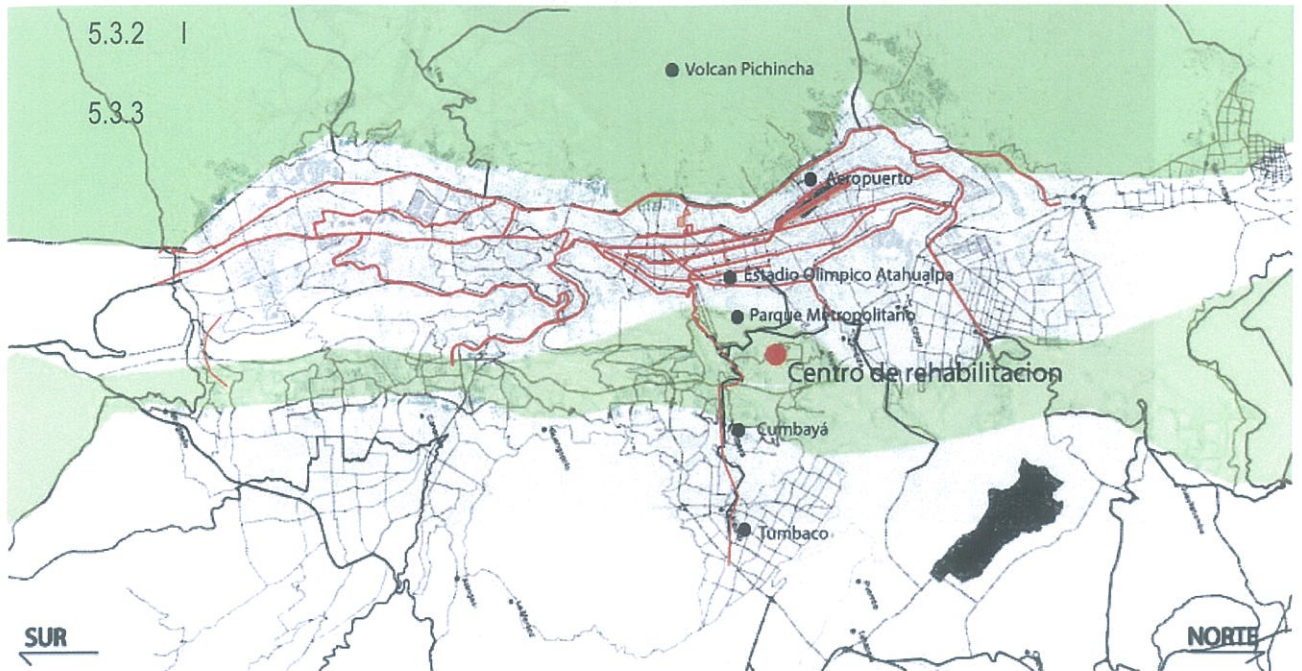 5.3.2 I
Volcan Pichincha
5.3.3
Aeropuerto
Estadio Olimpico Atahualpa
Parque Metropolitano
Centro de rehabilitacion
Cumbayá
Tumbaco
SUR
NORTE